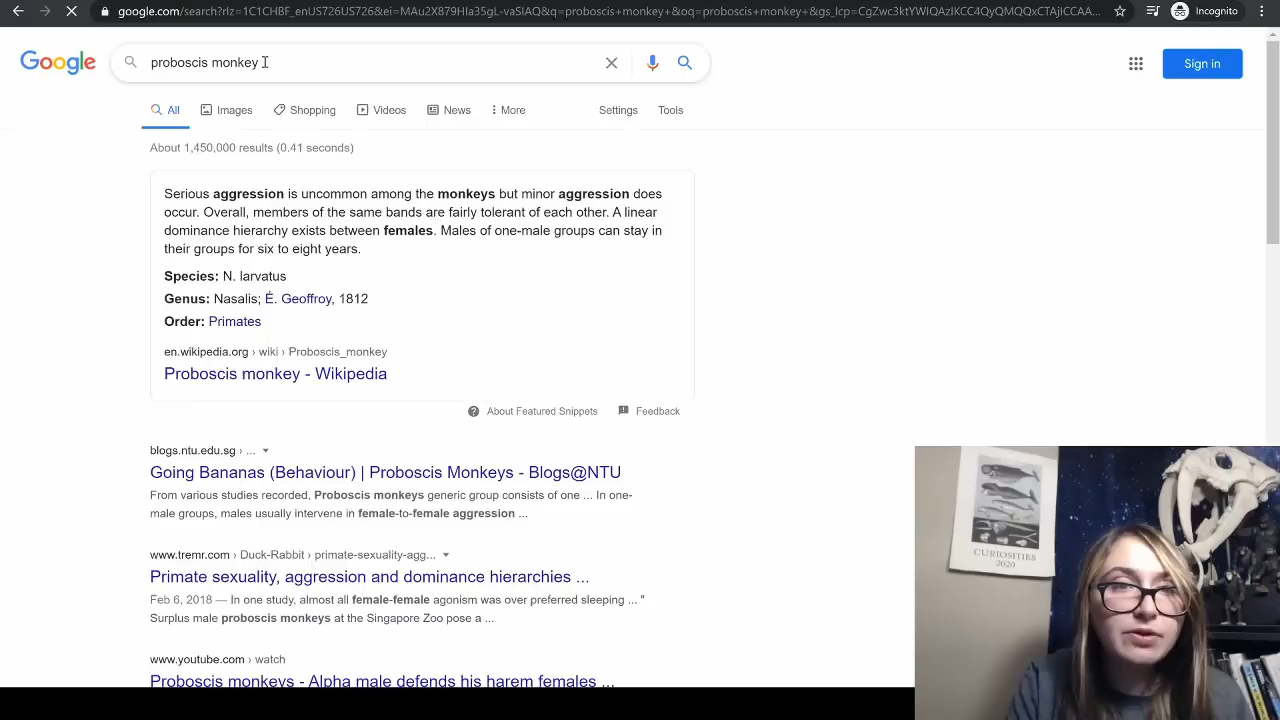 google.com/search?rlz=1C1CHBF_enUS726US726&ei=MAu2X879HIa35gL-vaSIAQ&q=proboscis+monkey+&oq=proboscis+monkey+&gs_lcp=CgZwc3ktYWIQAzIKCC4QyQMQQxCTAjICCAA...
Incognito
Google
proboscis monkey
Sign in
All
Images
Shopping
Videos
News
More
Settings
Tools
About 1,450,000 results (0.41 seconds)
Serious aggression is uncommon among the monkeys but minor aggression does
occur. Overall, members of the same bands are fairly tolerant of each other. A linear
dominance hierarchy exists between females. Males of one-male groups can stay in
their groups for six to eight years.
Species: N. larvatus
Genus: Nasalis; É. Geoffroy, 1812
Order: Primates
en.wikipedia.org › wiki › Proboscis_monkey
Proboscis monkey - Wikipedia
About Featured Snippets
Feedback
blogs.ntu.edu.sg › ...
Going Bananas (Behaviour) | Proboscis Monkeys - Blogs@NTU
From various studies recorded, Proboscis monkeys generic group consists of one ... In one-
male groups, males usually intervene in female-to-female aggression ...
www.tremr.com › Duck-Rabbit › primate-sexuality-agg...
Primate sexuality, aggression and dominance hierarchies ...
Feb 6, 2018 — In one study, almost all female-female agonism was over preferred sleeping ... "
Surplus male proboscis monkeys at the Singapore Zoo pose a ...
www.youtube.com › watch
Proboscis monkeys - Alpha male defends his harem females ...
CURIOSITIES
2020